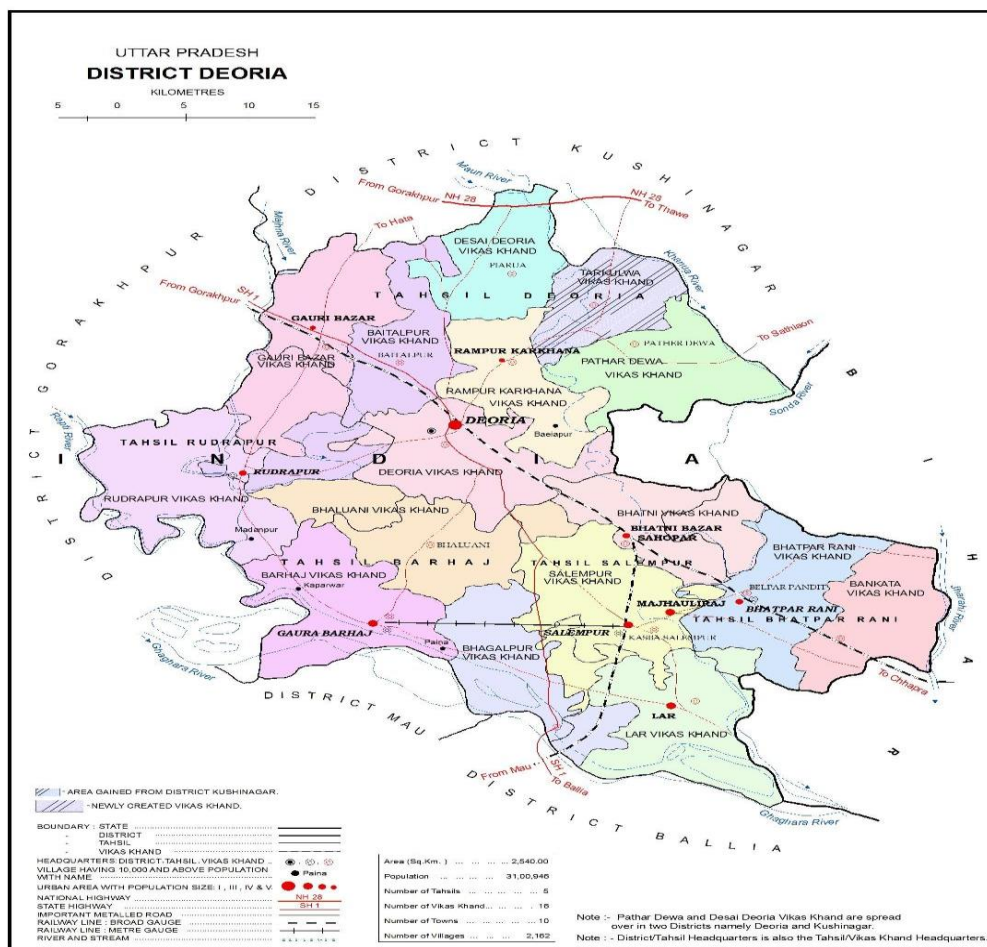 UTTAR PRADESH
DISTRICT DEORIA
KILOMETRES
5 0 5 10 15
DISTRICT KUSHINAGAR
DISTRICT GORAKHPUR
From Gorakhpur
NH 28
Maun River
NH 28
To Thawe
To Hata
DESAI DEORIA
VIKAS KHAND
PIARUA
TARKULWA
VIKAS KHAND
From Gorakhpur
SH 1
TAHSIL DEORIA
GAURI BAZAR
BAITALPUR
VIKAS KHAND
BAITALPUR
GAURI BAZAR
VIKAS KHAND
RAMPUR KARKHANA
PATHER DEWA
To Sathiaon
PATHAR DEWA
VIKAS KHAND
RAMPUR KARKHANA
VIKAS KHAND
Sonda River
DEORIA
TAHSIL RUDRAPUR
INDIA
BIHAR
RUDRAPUR
DEORIA VIKAS KHAND
RUDRAPUR VIKAS KHAND
BHALUANI VIKAS KHAND
BHATNI VIKAS KHAND
Madanpur
BHATNI BAZAR
SAHOPAR
BHALUANI
BHATPAR RANI
VIKAS KHAND
TAHSIL BARHAJ
TAHSIL SALEMPUR
BARHAJ VIKAS KHAND
SALEMPUR
VIKAS KHAND
Kaparwar
BELPAR PANDIT
BANKATA
VIKAS KHAND
MAJHAULIRAJ
BHATPAR RANI
GAURA BARHAJ
SALEMPUR
TAHSIL BHATPAR RANI
Paina
BHAGALPUR
VIKAS KHAND
Ghaghara River
To Chhapra
DISTRICT MAU
LAR
LAR VIKAS KHAND
From Mau
SH 1
To Ballia
Ghaghara River
DISTRICT BALLIA
- AREA GAINED FROM DISTRICT KUSHINAGAR.
- NEWLY CREATED VIKAS KHAND.
BOUNDARY : STATE
- DISTRICT
- TAHSIL
- VIKAS KHAND
HEADQUARTERS: DISTRICT, TAHSIL, VIKAS KHAND
VILLAGE HAVING 10,000 AND ABOVE POPULATION
WITH NAME Paina
URBAN AREA WITH POPULATION SIZE: I , III , IV & V
NATIONAL HIGHWAY NH 28
STATE HIGHWAY SH 1
IMPORTANT METALLED ROAD
RAILWAY LINE : BROAD GAUGE
RAILWAY LINE : METRE GAUGE
RIVER AND STREAM
Area (Sq.Km. ) ... ... ... ... 2,540.00
Population ... ... ... ... 31,00,946
Number of Tahsils ... ... ... 5
Number of Vikas Khand... ... 16
Number of Towns ... ... ... 10
Number of Villages ... ... 2,162
Note :- Pathar Dewa and Desai Deoria Vikas Khand are spread
over in two Districts namely Deoria and Kushinagar.
Note : - District/Tahsil Headquarters is also the Tahsil/Vikas Khand Headquarters.